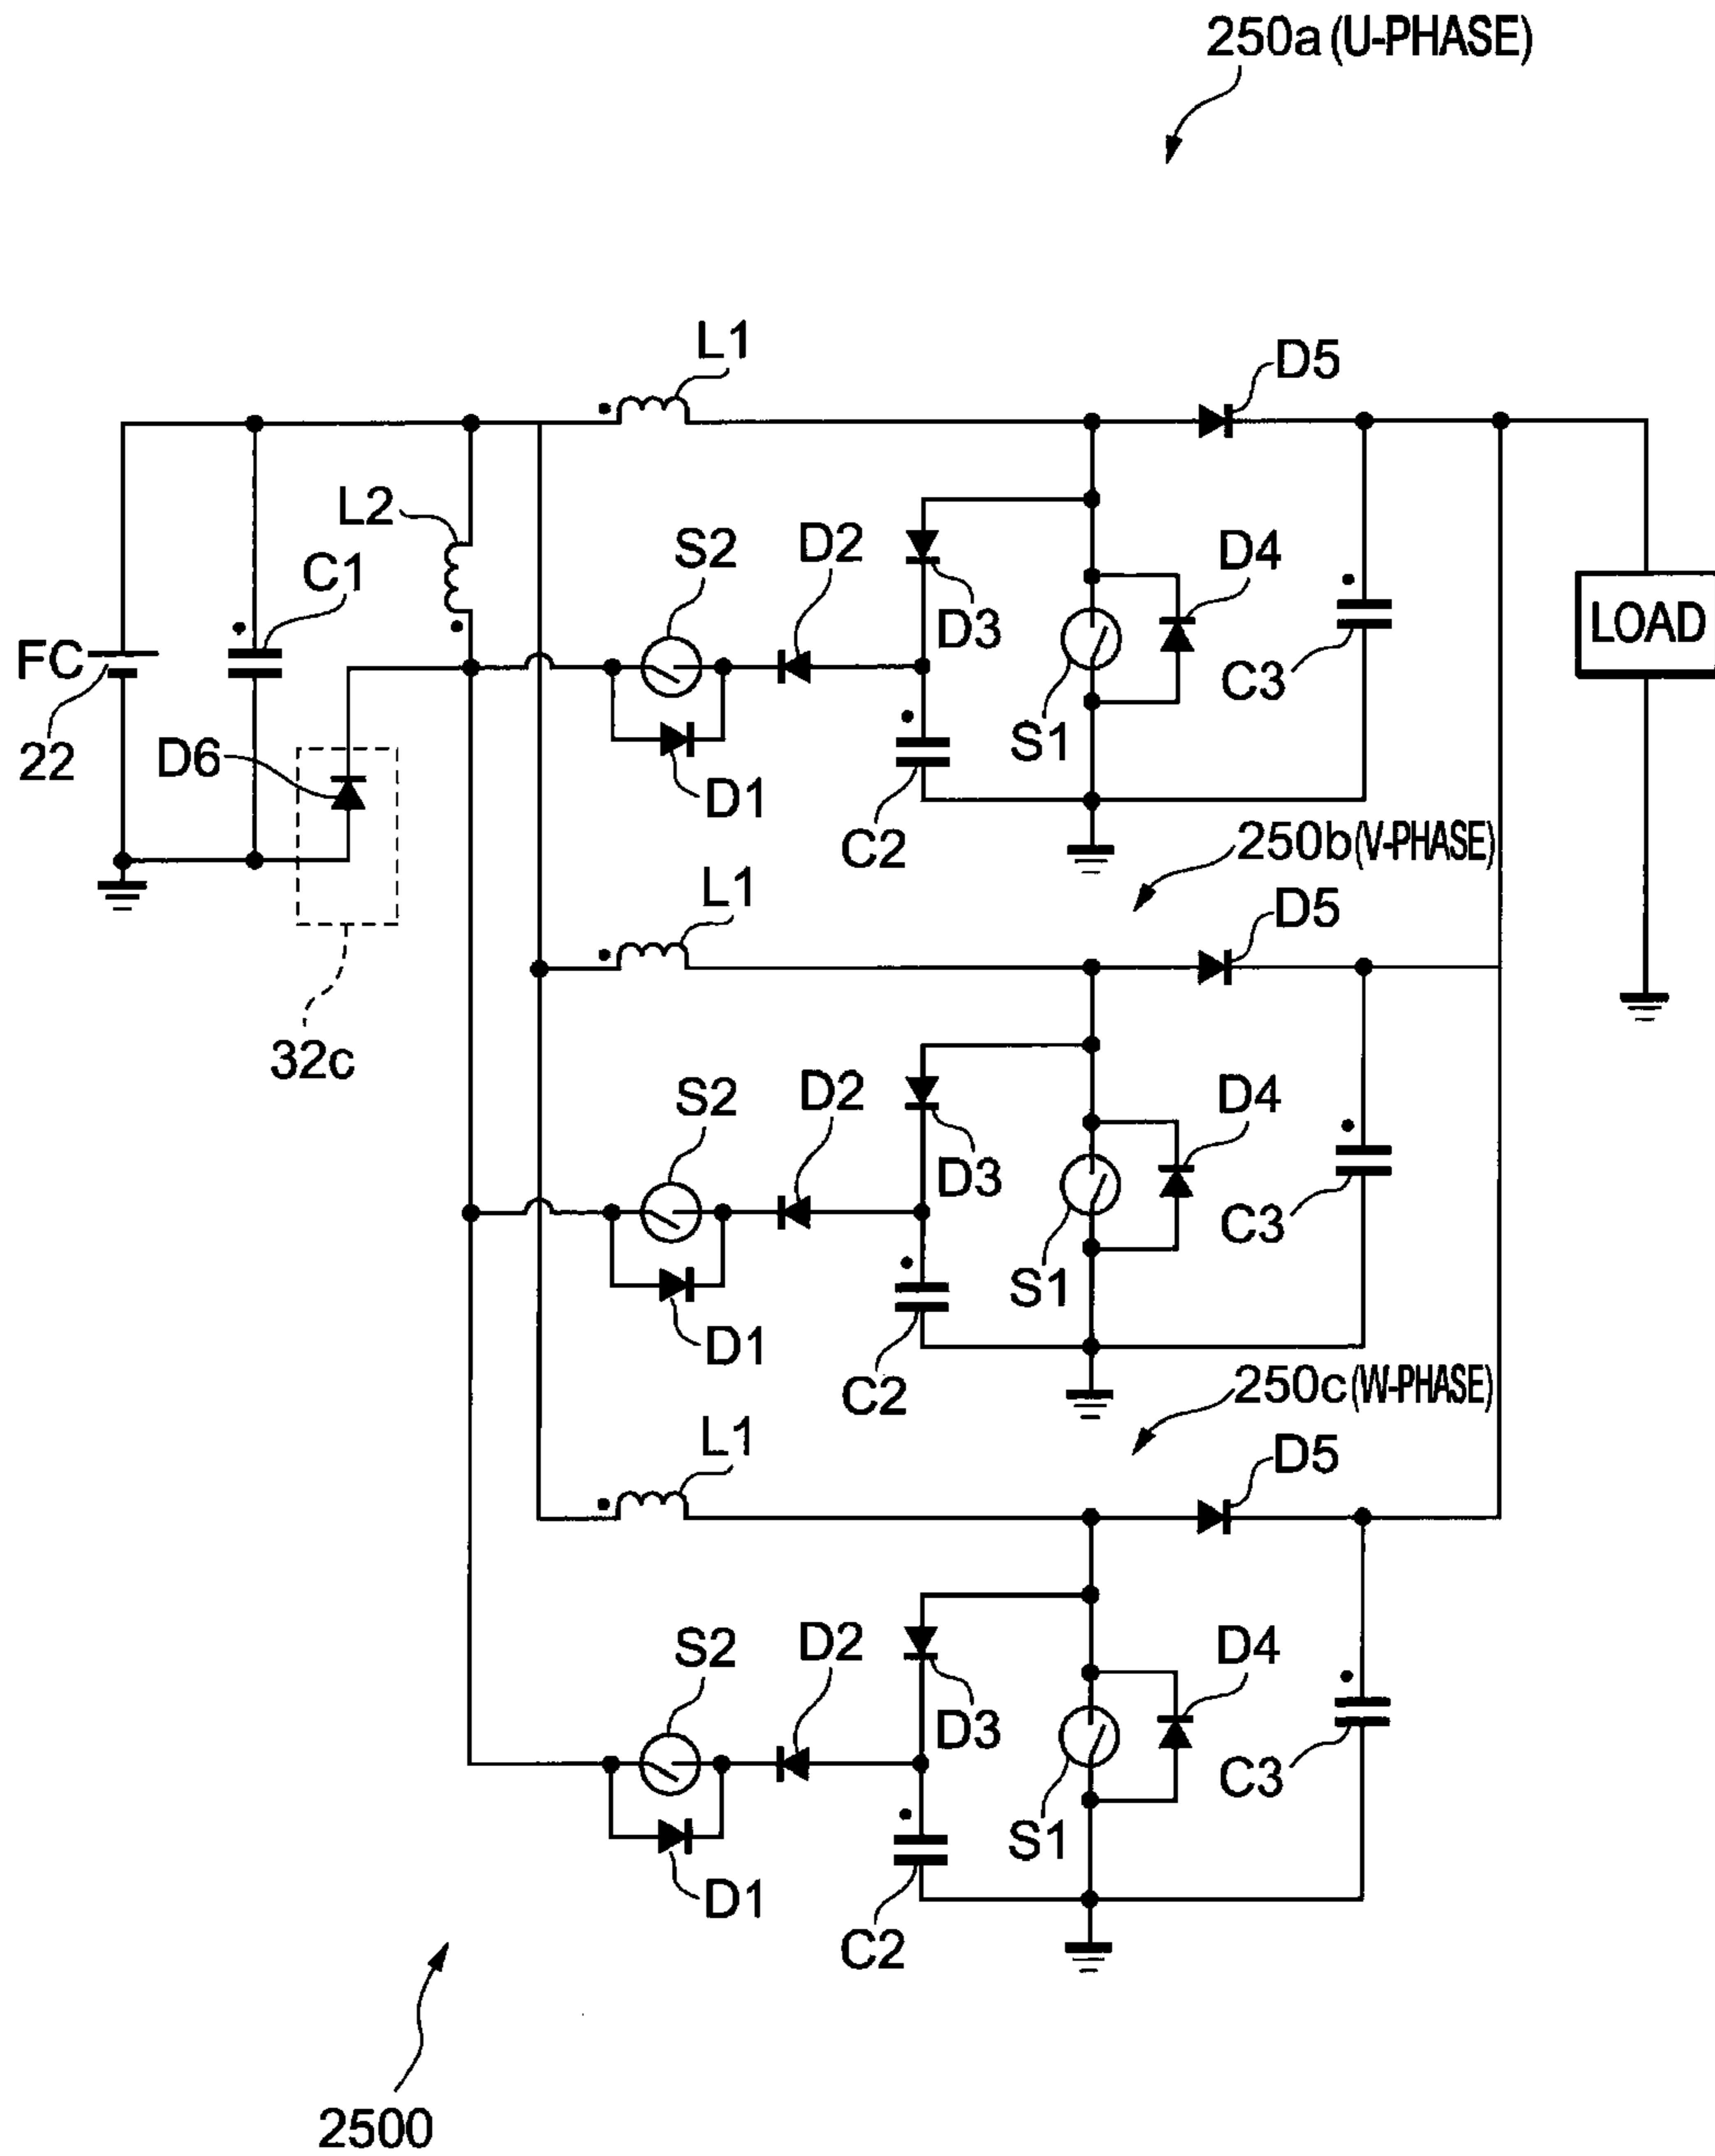 250a (U-PHASE)
L1
D5
L2
C1
S2
D2
D4
D3
LOAD
FC
22
D6
S1
C3
D1
C2
250b (V-PHASE)
L1
D5
32c
S2
D2
D4
D3
C3
S1
D1
C2
250c (W-PHASE)
L1
D5
S2
D2
D4
D3
C3
S1
D1
C2
2500